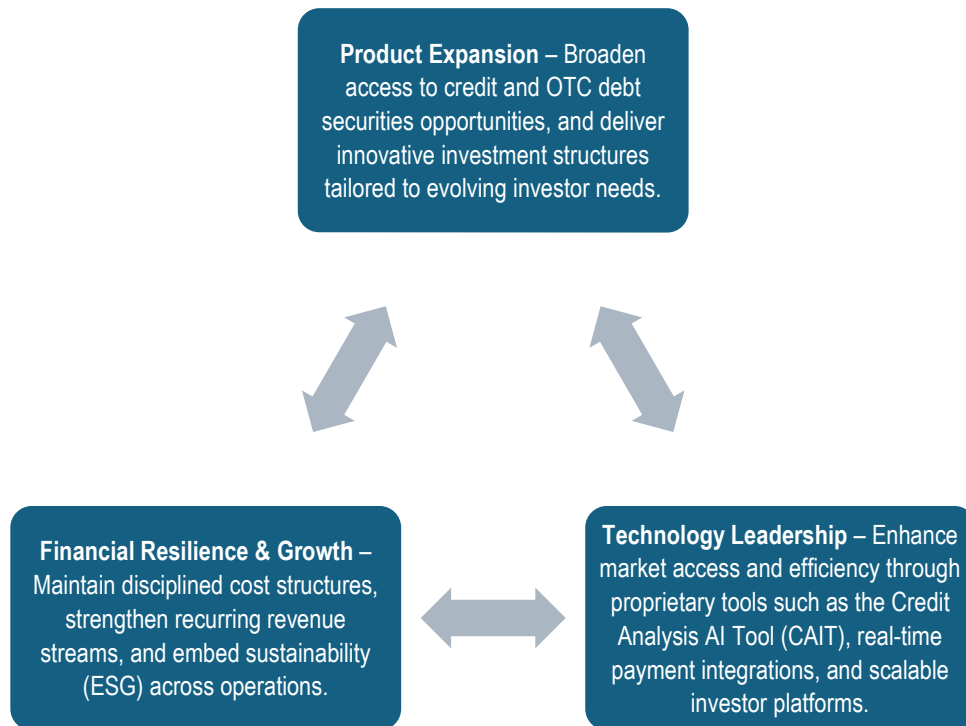 Product Expansion – Broaden
access to credit and OTC debt
securities opportunities, and deliver
innovative investment structures
tailored to evolving investor needs.
Financial Resilience & Growth –
Maintain disciplined cost structures,
strengthen recurring revenue
streams, and embed sustainability
(ESG) across operations.
Technology Leadership – Enhance
market access and efficiency through
proprietary tools such as the Credit
Analysis AI Tool (CAIT), real-time
payment integrations, and scalable
investor platforms.